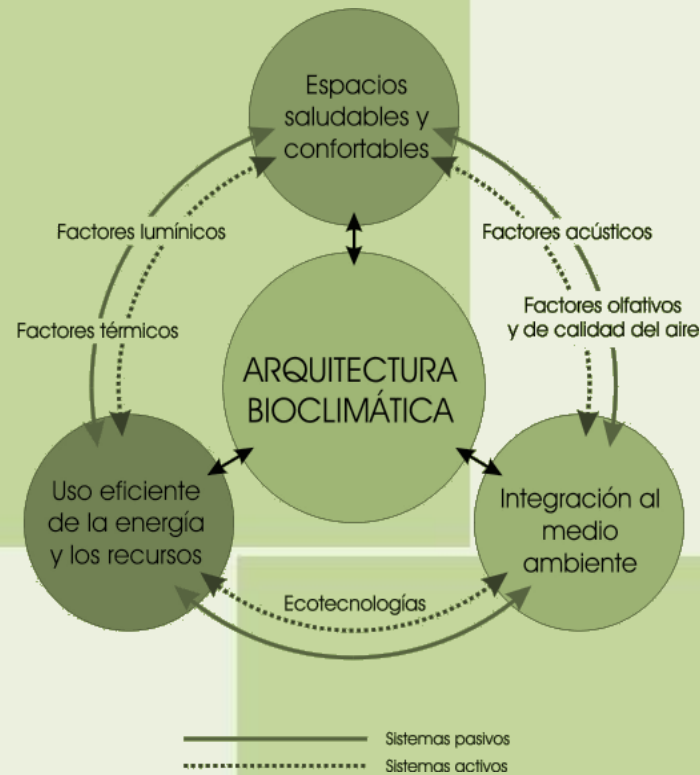 Espacios
saludables y
confortables
Factores lumínicos
Factores acústicos
Factores térmicos
Factores olfativos
y de calidad del aire
ARQUITECTURA
BIOCLIMÁTICA
Uso eficiente
de la energía
y los recursos
Integración al
medio
ambiente
Ecotecnologías
Sistemas pasivos
Sistemas activos